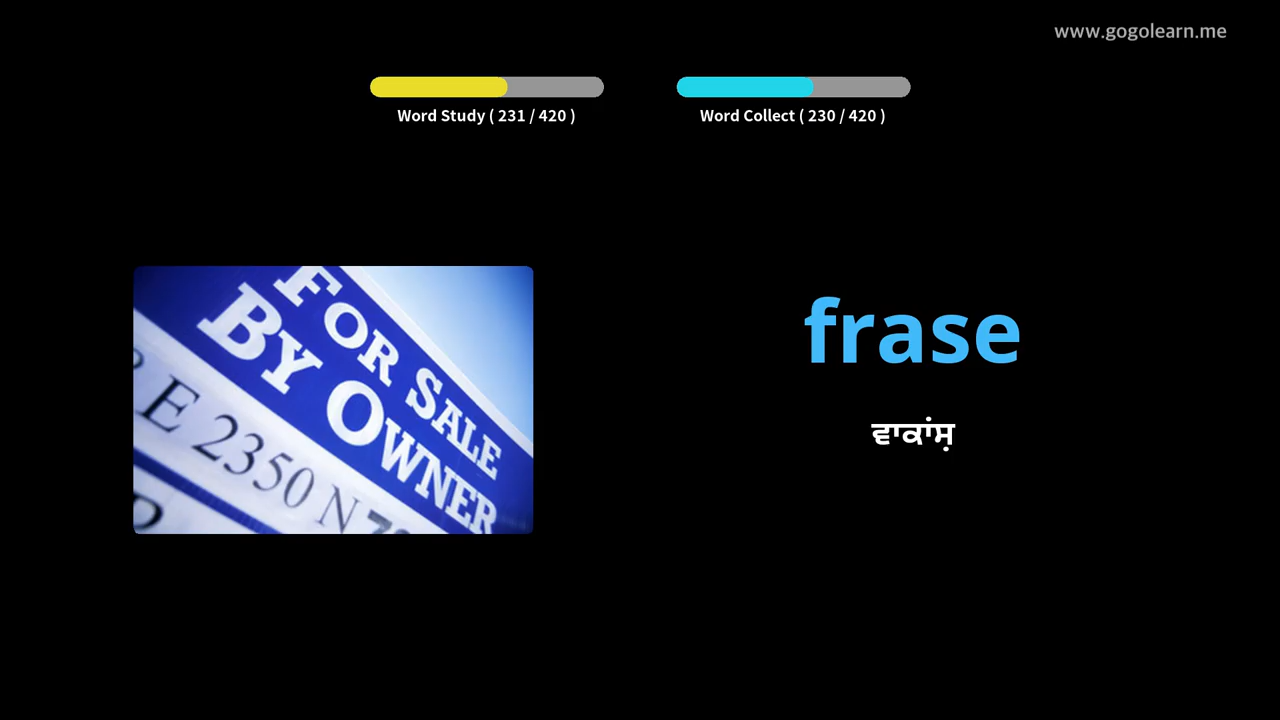 www.gogolearn.me
Word Study ( 231 / 420 )
Word Collect ( 230 / 420 )
FOR SALE
BY OWNER
E 2350 N
frase
ਵਾਕਾਂਸ਼